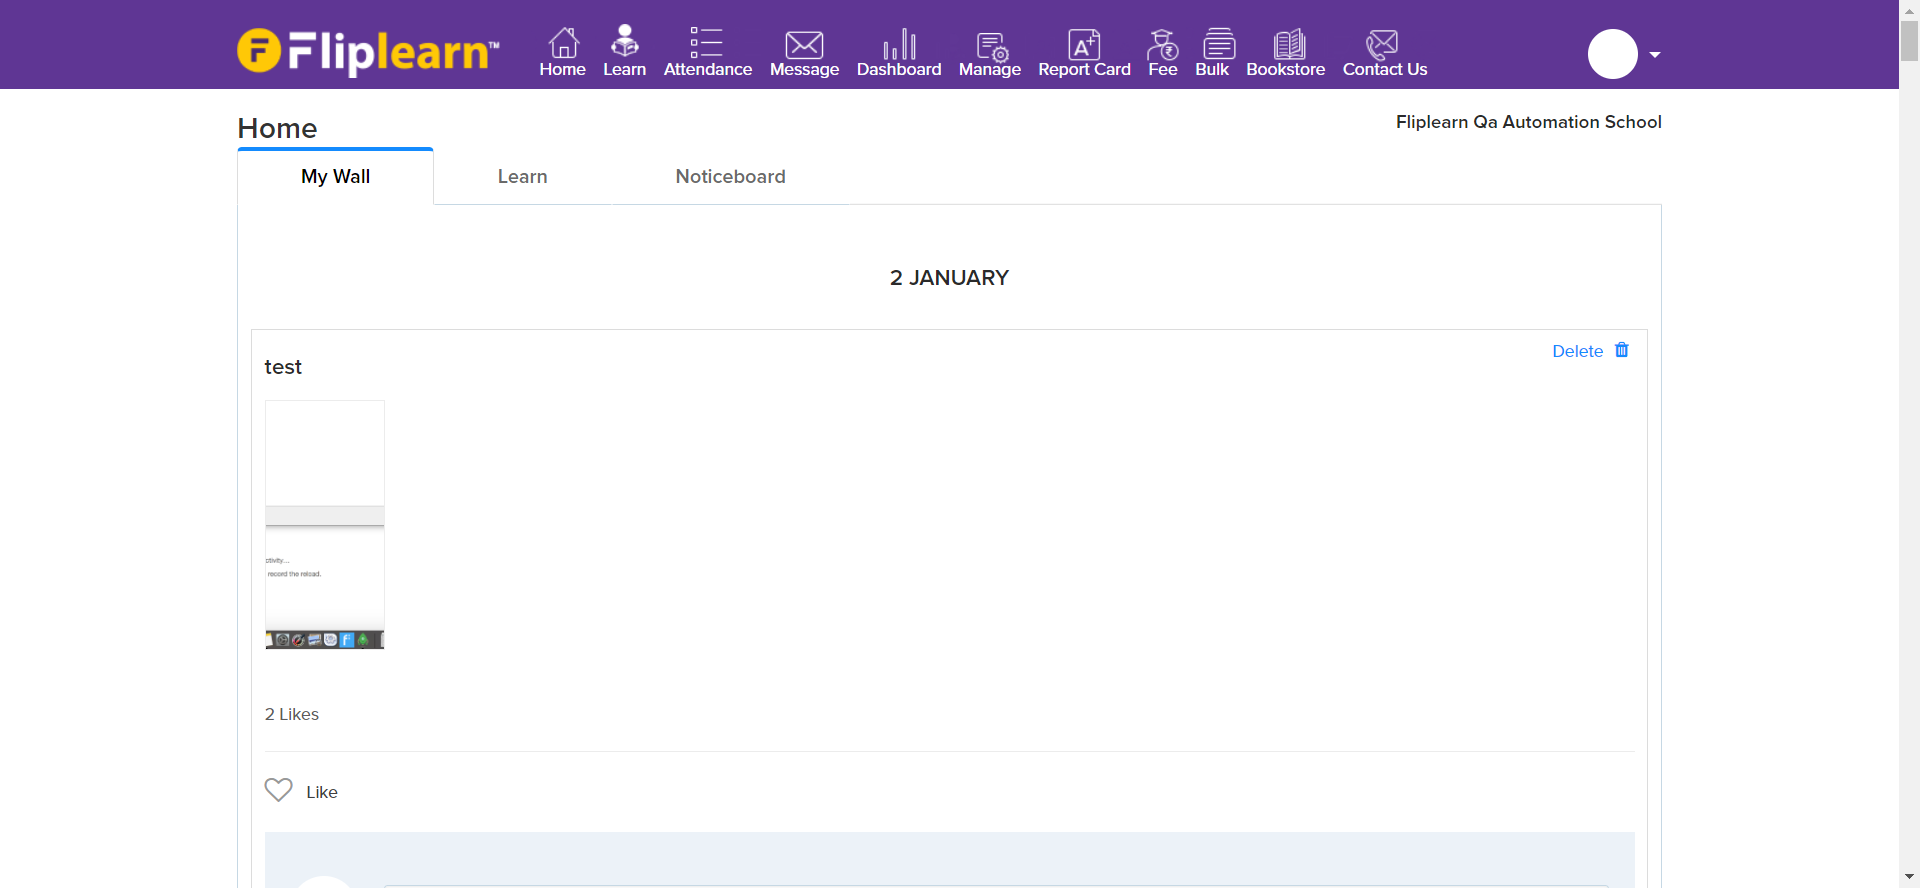 Fliplearn™
Home Learn Attendance Message Dashboard Manage Report Card Fee Bulk Bookstore Contact Us
Home
Fliplearn Qa Automation School
My Wall Learn Noticeboard
2 JANUARY
test
Delete
ctivity...
record the reload.
2 Likes
Like